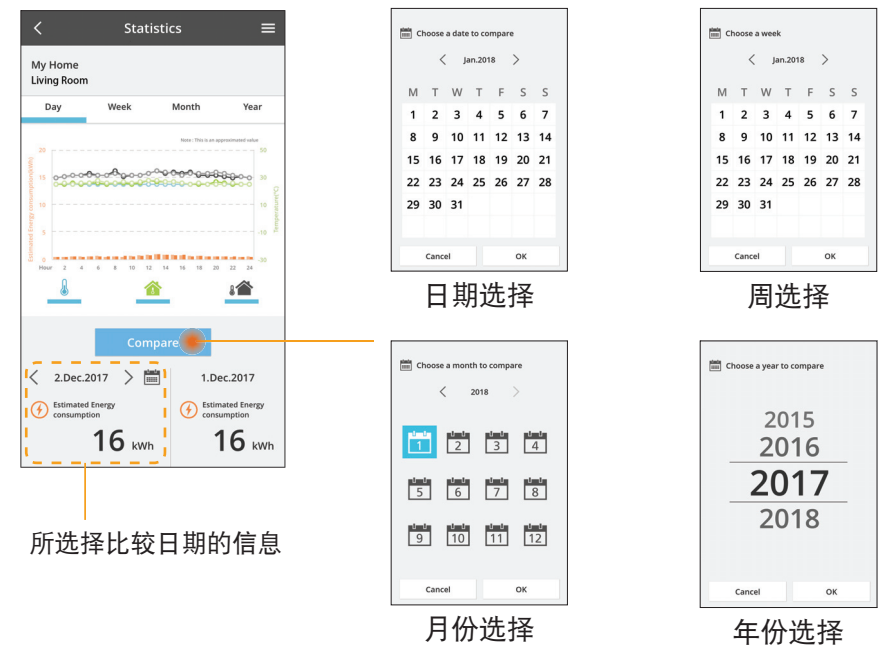 Statistics
My Home
Living Room
Day Week Month Year
Note : This is an approximated value
Estimated Energy consumption(kWh)
20
15
10
5
0
50
30
10
-10
-30
Temperature(°C)
Hour 2 4 6 8 10 12 14 16 18 20 22 24
Compare
2.Dec.2017
Estimated Energy
consumption
16 kWh
1.Dec.2017
Estimated Energy
consumption
16 kWh
所选择比较日期的信息
Choose a date to compare
Jan.2018
M T W T F S S
1 2 3 4 5 6 7
8 9 10 11 12 13 14
15 16 17 18 19 20 21
22 23 24 25 26 27 28
29 30 31
Cancel OK
日期选择
Choose a week
Jan.2018
M T W T F S S
1 2 3 4 5 6 7
8 9 10 11 12 13 14
15 16 17 18 19 20 21
22 23 24 25 26 27 28
29 30 31
Cancel OK
周选择
Choose a month to compare
2018
1 2 3 4
5 6 7 8
9 10 11 12
Cancel OK
月份选择
Choose a year to compare
2015
2016
2017
2018
Cancel OK
年份选择